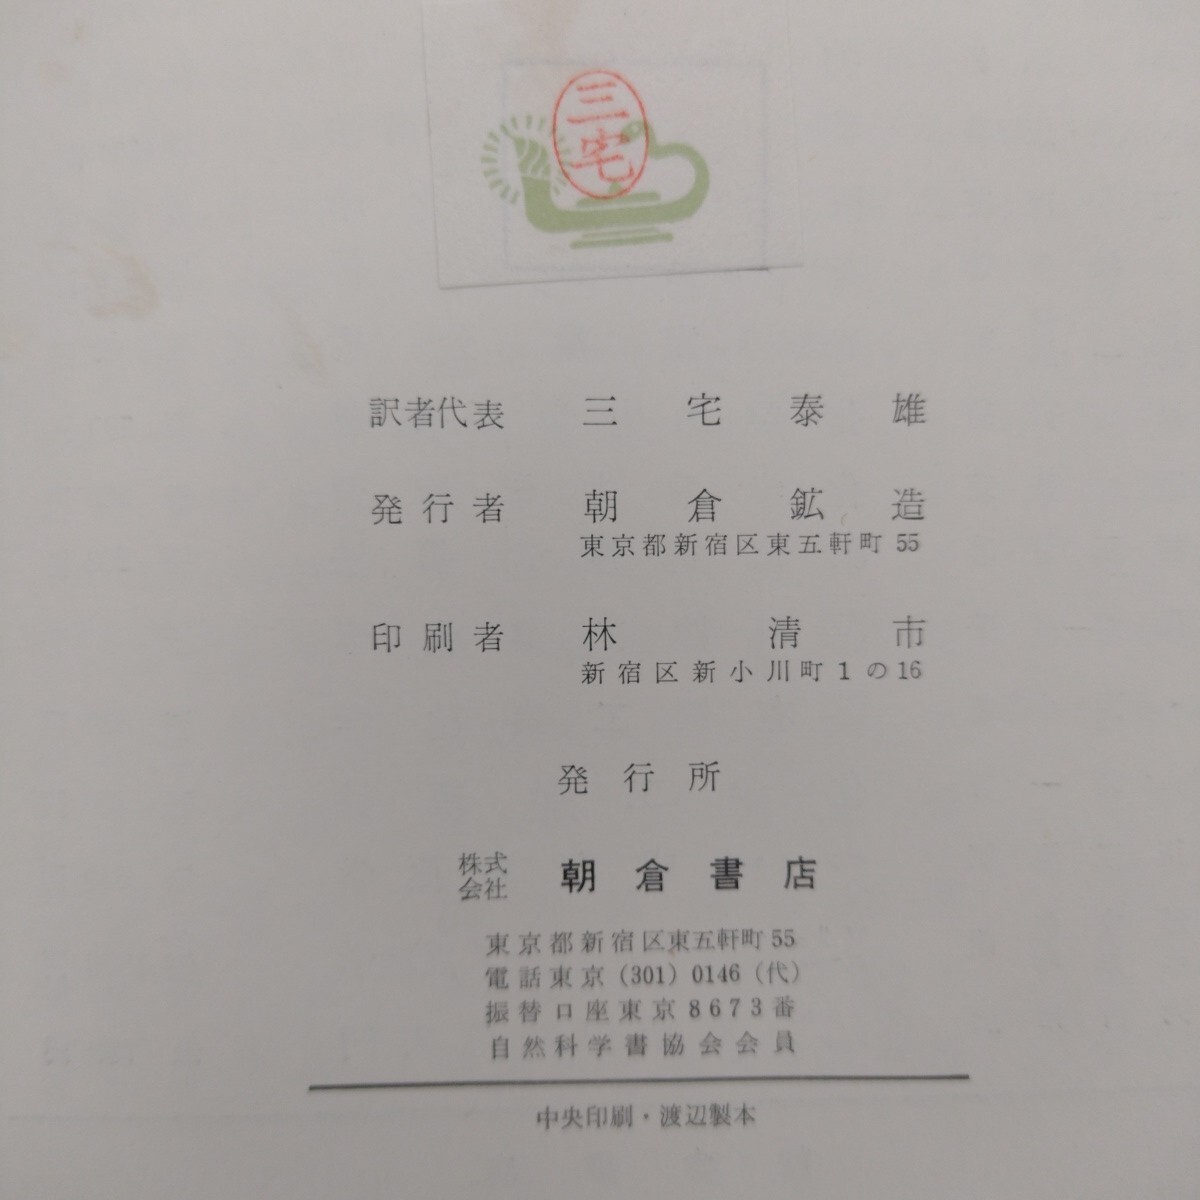 三宅
訳者代表 三宅泰雄
発行者 朝倉鉱造
東京都新宿区東五軒町 55
印刷者 林清市
新宿区新小川町1の16
発行所
株式会社 朝倉書店
東京都新宿区東五軒町 55
電話東京 (301) 0146 (代)
振替口座東京 8673番
自然科学書協会会員
中央印刷・渡辺製本